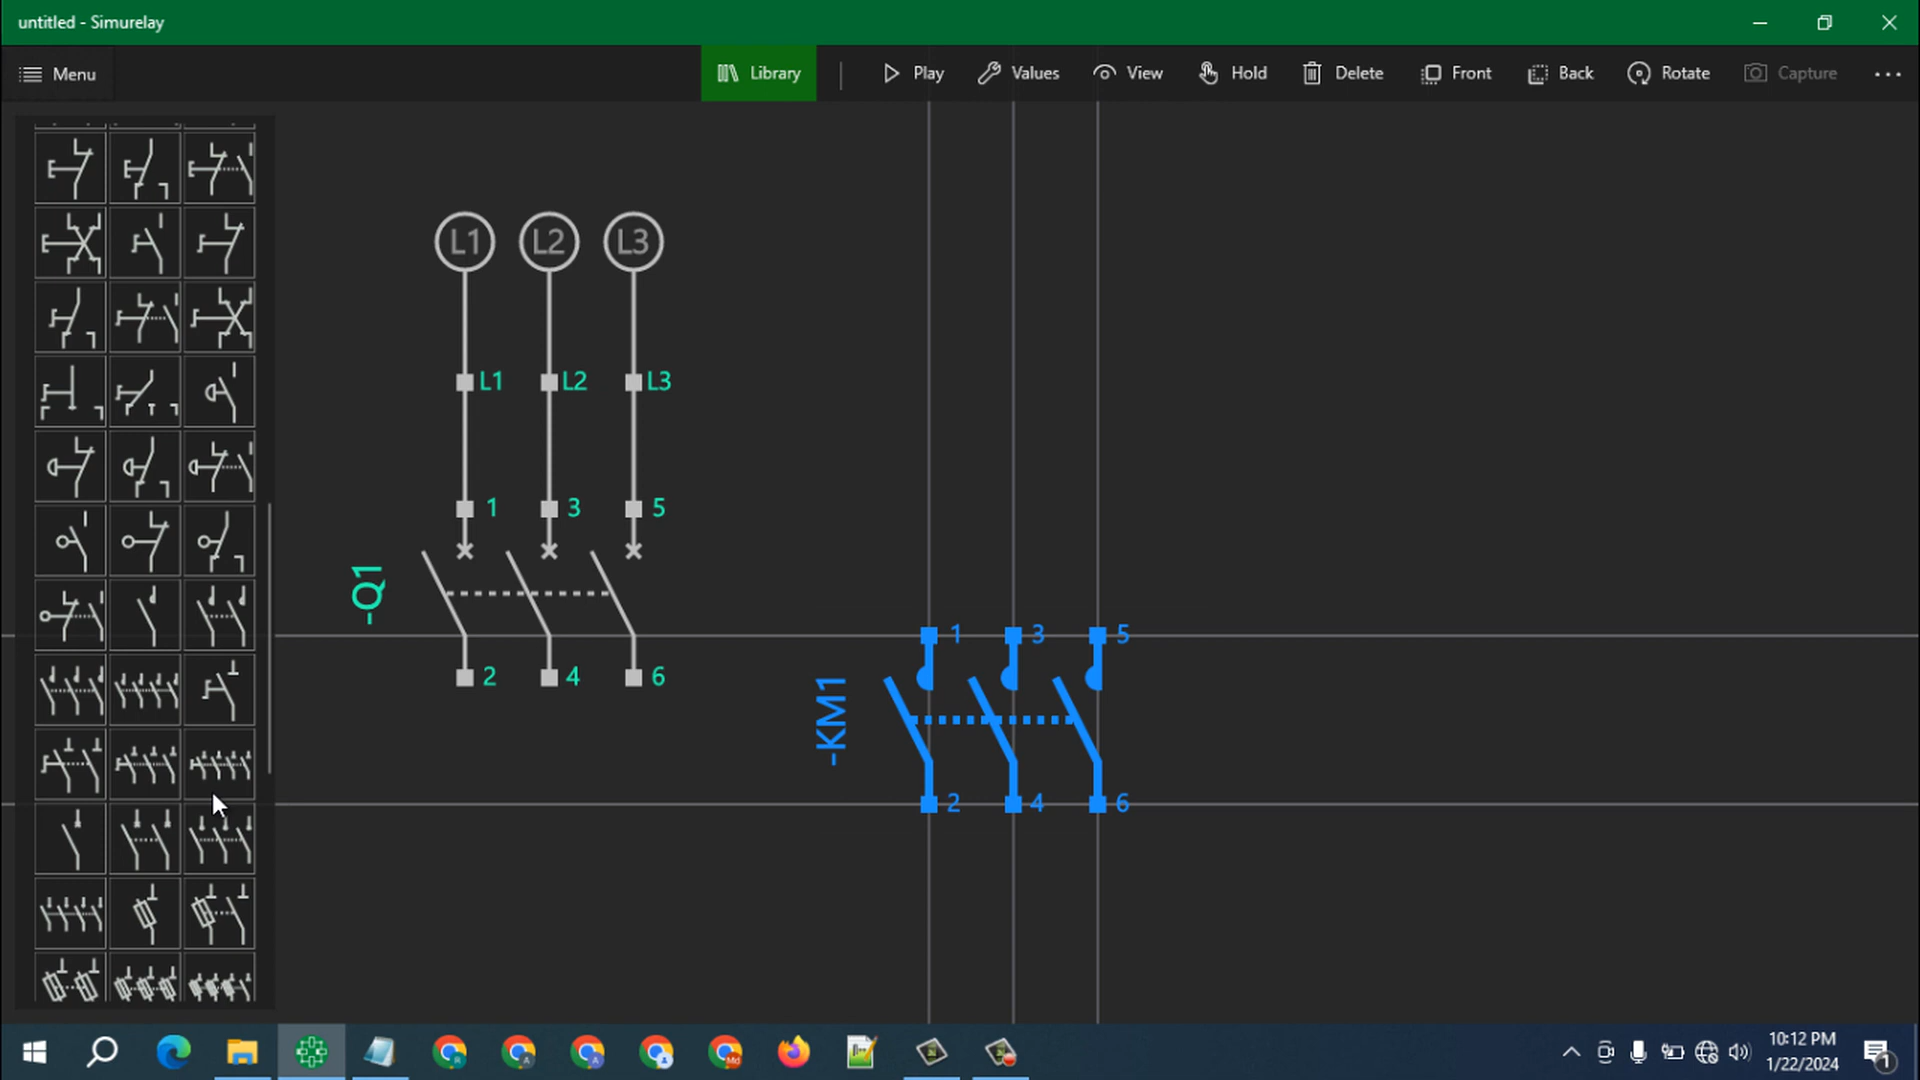 untitled - Simurelay
Menu
Library
Play
Values
View
Hold
Delete
Front
Back
Rotate
Capture
L1 L2 L3
L1 L2 L3
1 3 5
-Q1
2 4 6
1 3 5
-KM1
2 4 6
10:12 PM
1/22/2024
1